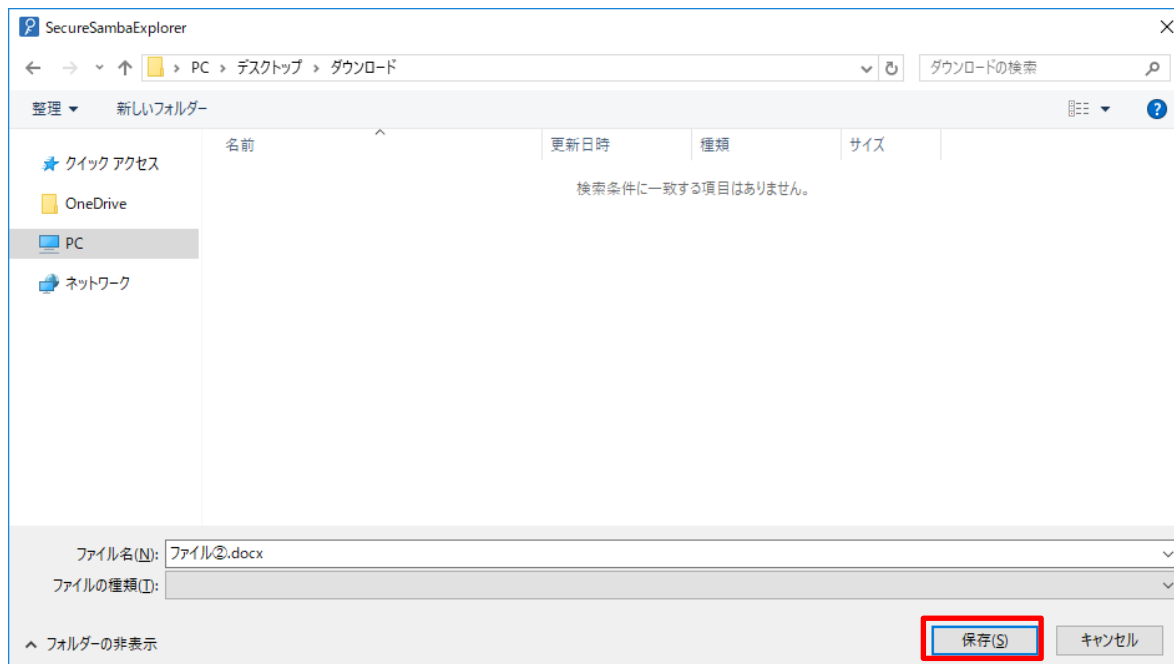 SecureSambaExplorer
PC › デスクトップ › ダウンロード
ダウンロードの検索
整理 新しいフォルダー
名前 更新日時 種類 サイズ
検索条件に一致する項目はありません。
クイック アクセス
OneDrive
PC
ネットワーク
ファイル名(N): ファイル②.docx
ファイルの種類(T):
フォルダーの非表示 保存(S) キャンセル